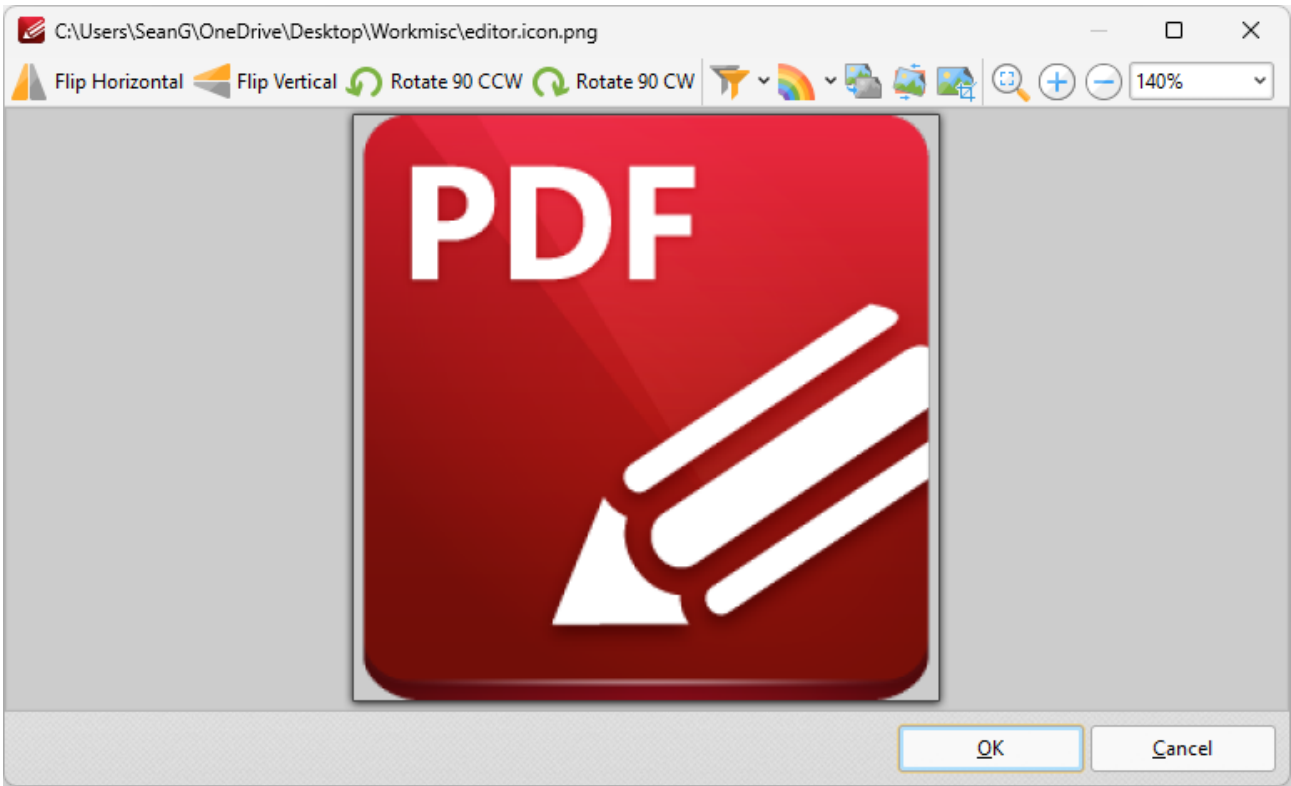 C:\Users\SeanG\OneDrive\Desktop\Workmisc\editor.icon.png
Flip Horizontal Flip Vertical Rotate 90 CCW Rotate 90 CW 140%
PDF
OK Cancel